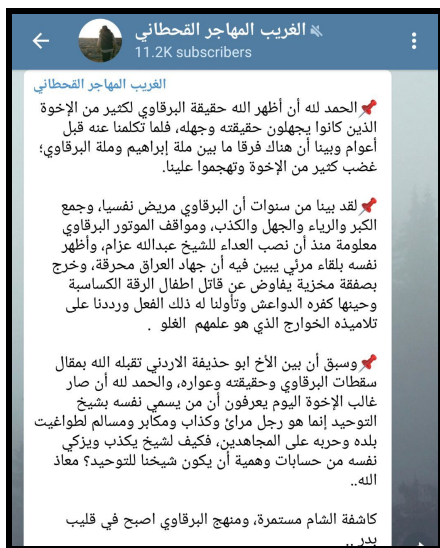 الغريب المهاجر القحطاني
11.2K subscribers
الغريب المهاجر القحطاني
📌الحمد لله أن أظهر الله حقيقة البرقاوي لكثير من الإخوة
الذين كانوا يجهلون حقيقته وجهله، فلما تكلمنا عنه قبل
أعوام وبينا أن هناك فرقا ما بين ملة إبراهيم وملة البرقاوي؛
غضب كثير من الإخوة وتهجموا علينا.
📌لقد بينا من سنوات أن البرقاوي مريض نفسيا، وجمع
الكبر والرياء والجهل والكذب، ومواقف الموتور البرقاوي
معلومة منذ أن نصب العداء للشيخ عبدالله عزام، وأظهر
نفسه بلقاء مرئي يبين فيه أن جهاد العراق محرقة، وخرج
بصفقة مخزية يفاوض عن قاتل اطفال الرقة الكساسبة
وحينها كفره الدواعش وتأولنا له ذلك الفعل ورددنا على
تلاميذه الخوارج الذي هو علمهم  الغلو  .
📌وسبق أن بين الأخ ابو حذيفة الاردني تقبله الله بمقال
سقطات البرقاوي وحقيقته وعواره، والحمد لله أن صار
غالب الإخوة اليوم يعرفون أن من يسمي نفسه بشيخ
التوحيد إنما هو رجل مرائ وكذاب ومكابر ومسالم لطواغيت
بلده وحربه على المجاهدين، فكيف لشيخ يكذب ويزكي
نفسه من حسابات وهمية أن يكون شيخنا للتوحيد؟ معاذ
الله..
كاشفة الشام مستمرة، ومنهج البرقاوي اصبح في قليب
بدر ..